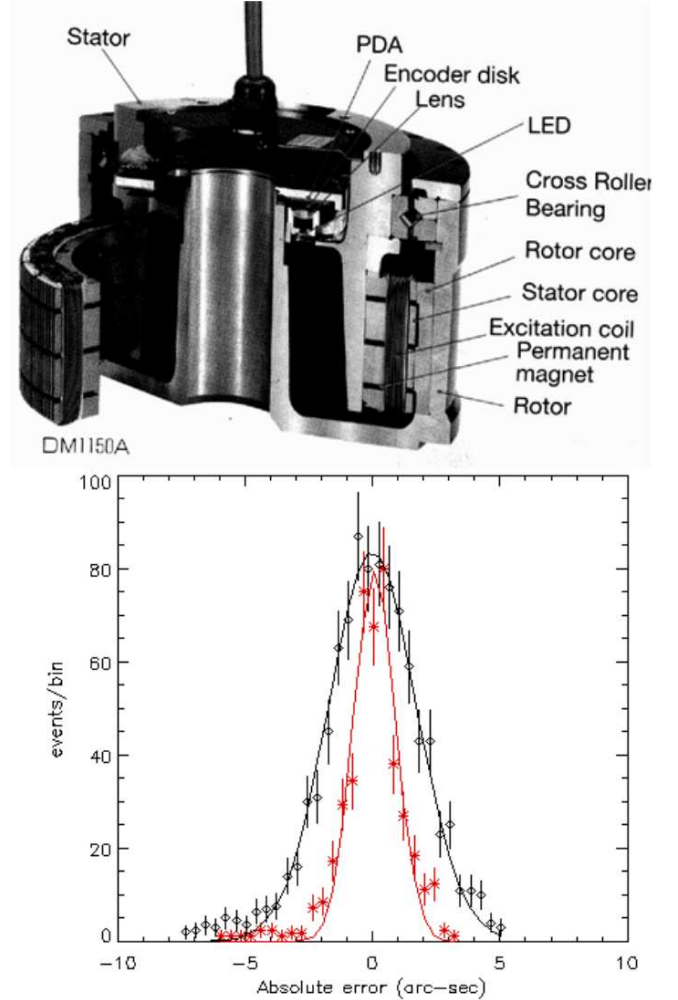 Stator
PDA
Encoder disk
Lens
LED
Cross Roller
Bearing
Rotor core
Stator core
Excitation coil
Permanent
magnet
Rotor
DM1150A
100
80
60
40
20
0
events/bin
-10
-5
0
5
10
Absolute error (arc-sec)